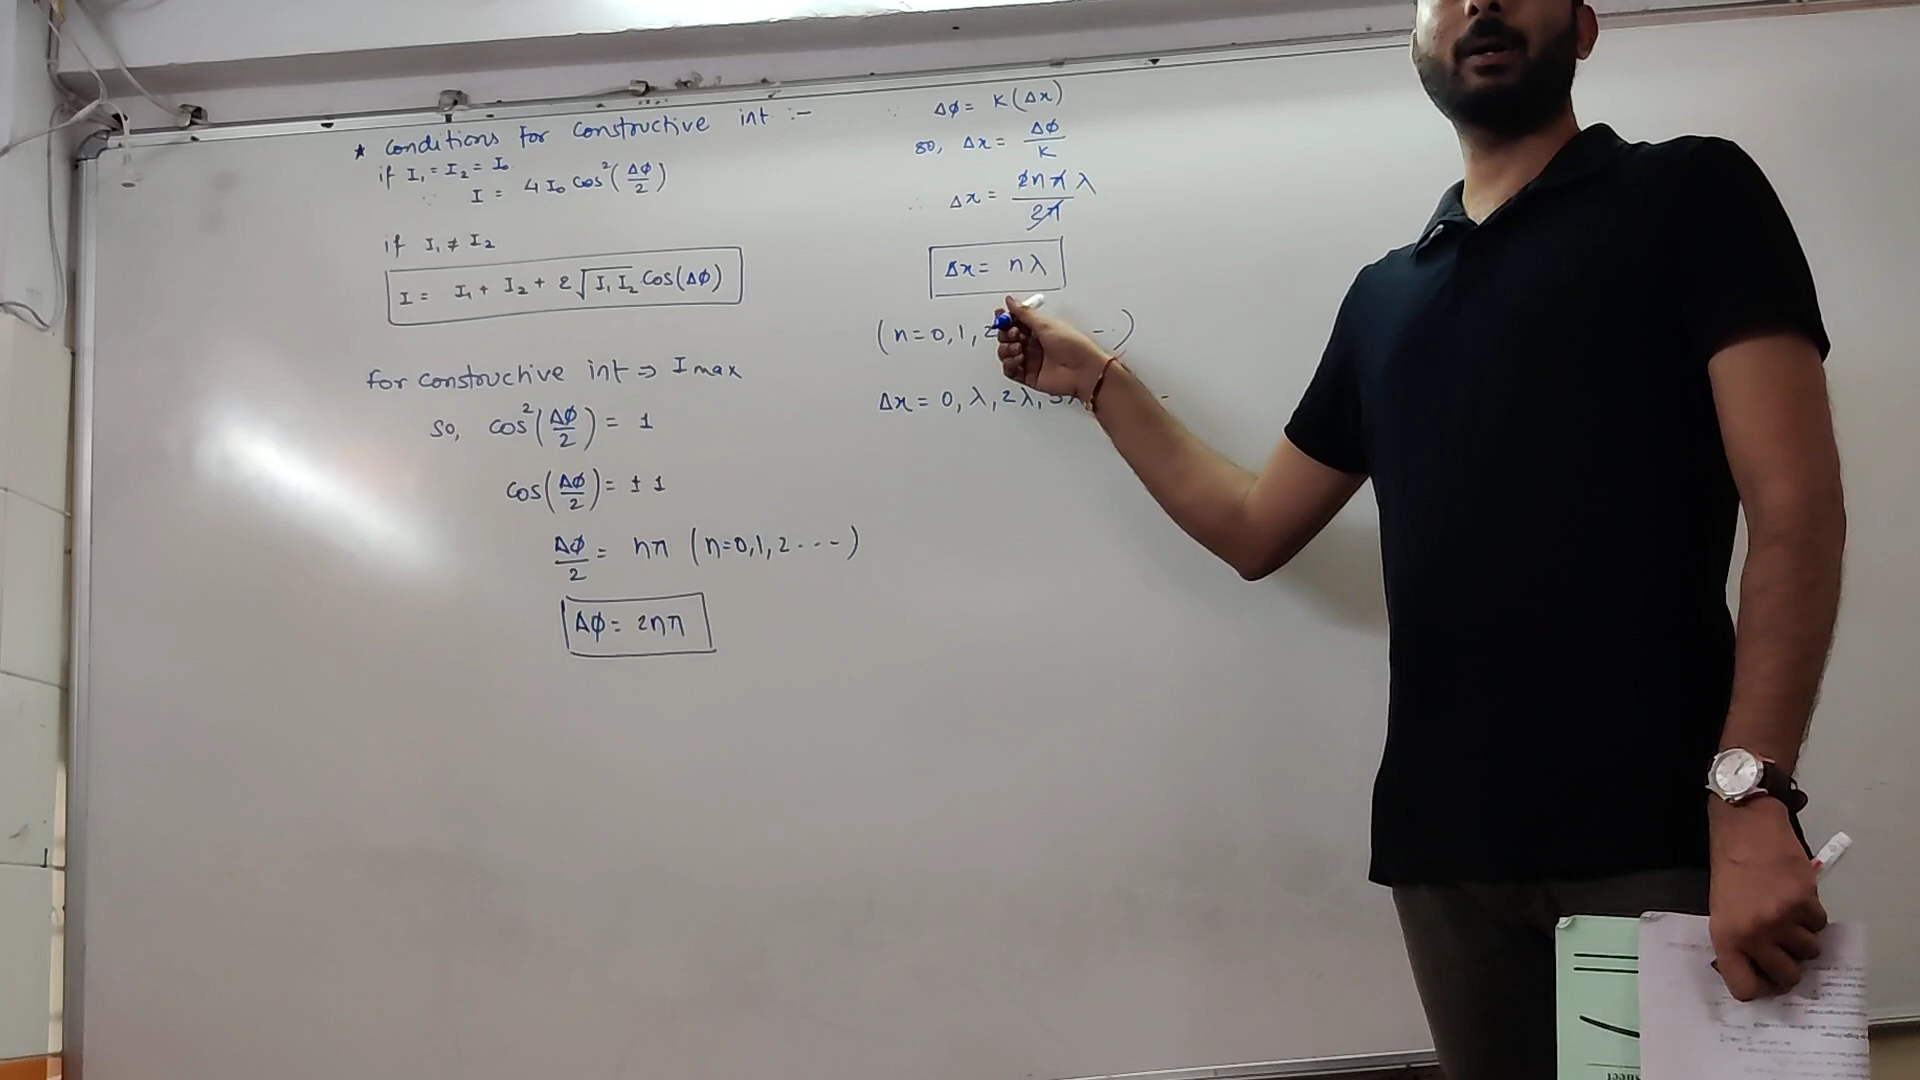 * Conditions for constructive int :-
if I₁ = I₂ = I₀
∵ I = 4 I₀ cos²(Δϕ/2)
if I₁ ≠ I₂
I = I₁ + I₂ + 2√I₁I₂ cos(Δϕ)
for constructive int ⇒ I max
so, cos²(Δϕ/2) = 1
cos(Δϕ/2) = ± 1
Δϕ/2 = nπ (n=0,1,2 ----)
Δϕ = 2nπ
∵ Δϕ = K(Δx)
so, Δx = Δϕ/K
∴ Δx = 2nπλ/2π
Δx = nλ
(n=0,1,2 --)
Δx = 0, λ, 2λ, 3λ -